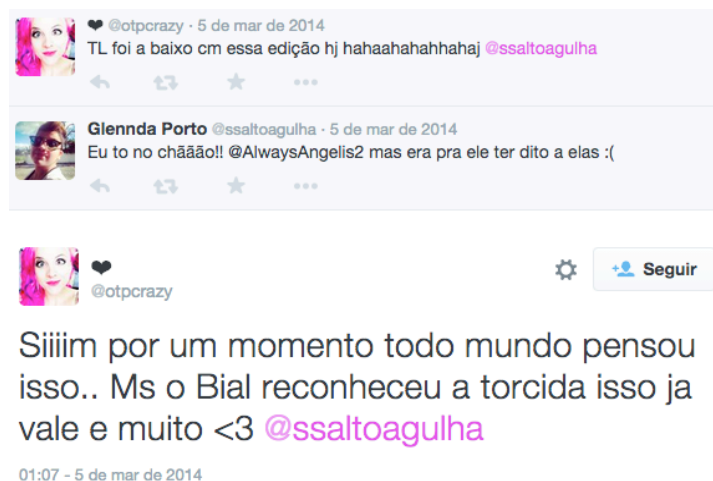 ❤ @otpcrazy · 5 de mar de 2014
TL foi a baixo cm essa edição hj hahaahahahhahaj @ssaltoagulha
Glennda Porto @ssaltoagulha · 5 de mar de 2014
Eu to no chãããо!! @AlwaysAngelis2 mas era pra ele ter dito a elas :(
❤
@otpcrazy
Seguir
Siiiim por um momento todo mundo pensou
isso.. Ms o Bial reconheceu a torcida isso ja
vale e muito <3 @ssaltoagulha
01:07 - 5 de mar de 2014